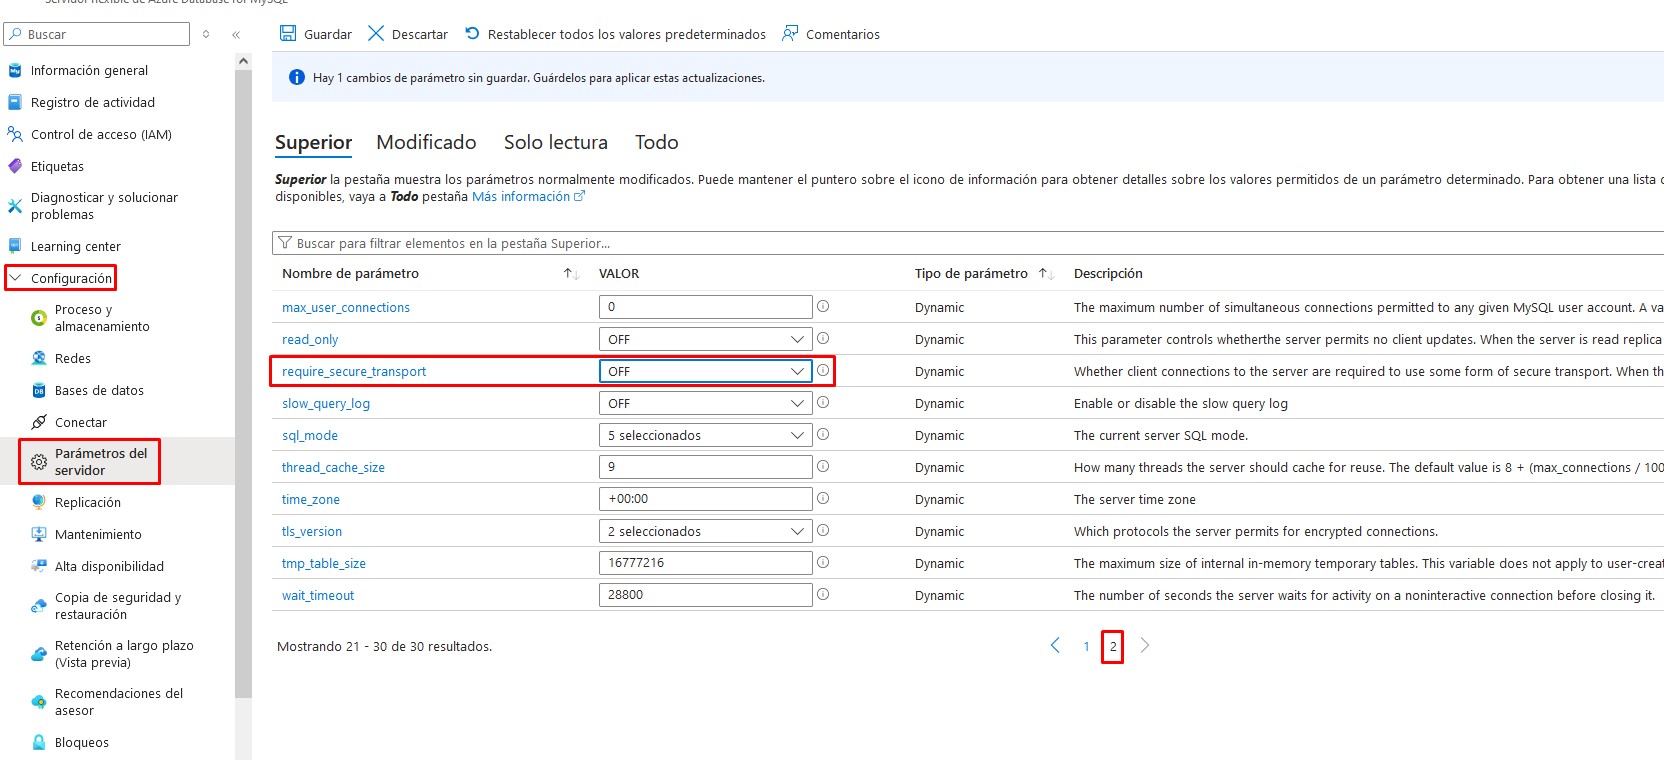 Servidor flexible de Azure Database for MySQL
Buscar
Guardar
Descartar
Restablecer todos los valores predeterminados
Comentarios
Información general
Registro de actividad
Control de acceso (IAM)
Etiquetas
Diagnosticar y solucionar
problemas
Learning center
Configuración
Proceso y
almacenamiento
Redes
Bases de datos
Conectar
Parámetros del
servidor
Replicación
Mantenimiento
Alta disponibilidad
Copia de seguridad y
restauración
Retención a largo plazo
(Vista previa)
Recomendaciones del
asesor
Bloqueos
Hay 1 cambios de parámetro sin guardar. Guárdelos para aplicar estas actualizaciones.
Superior Modificado Solo lectura Todo
Superior la pestaña muestra los parámetros normalmente modificados. Puede mantener el puntero sobre el icono de información para obtener detalles sobre los valores permitidos de un parámetro determinado. Para obtener una lista
disponibles, vaya a Todo pestaña Más información
Buscar para filtrar elementos en la pestaña Superior...
Nombre de parámetro VALOR Tipo de parámetro Descripción
max_user_connections 0 Dynamic The maximum number of simultaneous connections permitted to any given MySQL user account. A va
read_only OFF Dynamic This parameter controls whetherthe server permits no client updates. When the server is read replica
require_secure_transport OFF Dynamic Whether client connections to the server are required to use some form of secure transport. When th
slow_query_log OFF Dynamic Enable or disable the slow query log
sql_mode 5 seleccionados Dynamic The current server SQL mode.
thread_cache_size 9 Dynamic How many threads the server should cache for reuse. The default value is 8 + (max_connections / 100
time_zone +00:00 Dynamic The server time zone
tls_version 2 seleccionados Dynamic Which protocols the server permits for encrypted connections.
tmp_table_size 16777216 Dynamic The maximum size of internal in-memory temporary tables. This variable does not apply to user-creat
wait_timeout 28800 Dynamic The number of seconds the server waits for activity on a noninteractive connection before closing it.
Mostrando 21 - 30 de 30 resultados.
1 2